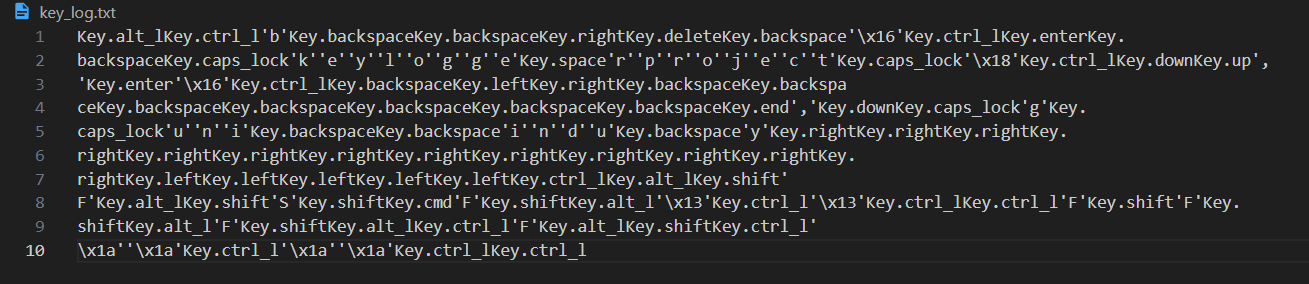 key_log.txt
1 Key.alt_lKey.ctrl_l'b'Key.backspaceKey.backspaceKey.rightKey.deleteKey.backspace'\x16'Key.ctrl_lKey.enterKey.
2 backspaceKey.caps_lock'k''e''y''l''o''g''g''e'Key.space'r''p''r''o''j''e''c''t'Key.caps_lock'\x18'Key.ctrl_lKey.downKey.up',
3 'Key.enter'\x16'Key.ctrl_lKey.backspaceKey.leftKey.rightKey.backspaceKey.backspa
4 ceKey.backspaceKey.backspaceKey.backspaceKey.backspaceKey.backspaceKey.end','Key.downKey.caps_lock'g'Key.
5 caps_lock'u''n''i'Key.backspaceKey.backspace'i''n''d''u'Key.backspace'y'Key.rightKey.rightKey.rightKey.
6 rightKey.rightKey.rightKey.rightKey.rightKey.rightKey.rightKey.rightKey.rightKey.
7 rightKey.leftKey.leftKey.leftKey.leftKey.leftKey.ctrl_lKey.alt_lKey.shift'
8 F'Key.alt_lKey.shift'S'Key.shiftKey.cmd'F'Key.shiftKey.alt_l'\x13'Key.ctrl_l'\x13'Key.ctrl_lKey.ctrl_l'F'Key.shift'F'Key.
9 shiftKey.alt_l'F'Key.shiftKey.alt_lKey.ctrl_l'F'Key.alt_lKey.shiftKey.ctrl_l'
10 \x1a''\x1a'Key.ctrl_l'\x1a''\x1a'Key.ctrl_lKey.ctrl_l